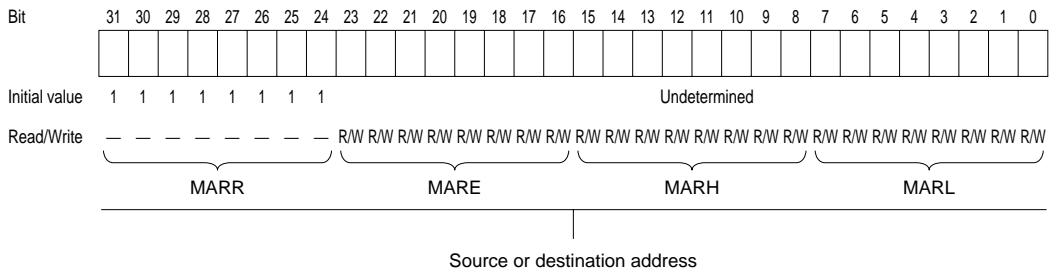 Bit 31 30 29 28 27 26 25 24 23 22 21 20 19 18 17 16 15 14 13 12 11 10 9 8 7 6 5 4 3 2 1 0
Initial value 1 1 1 1 1 1 1 1 Undetermined
Read/Write — — — — — — — — R/W R/W R/W R/W R/W R/W R/W R/W R/W R/W R/W R/W R/W R/W R/W R/W R/W R/W R/W R/W R/W R/W R/W R/W
MARR MARE MARH MARL
Source or destination address